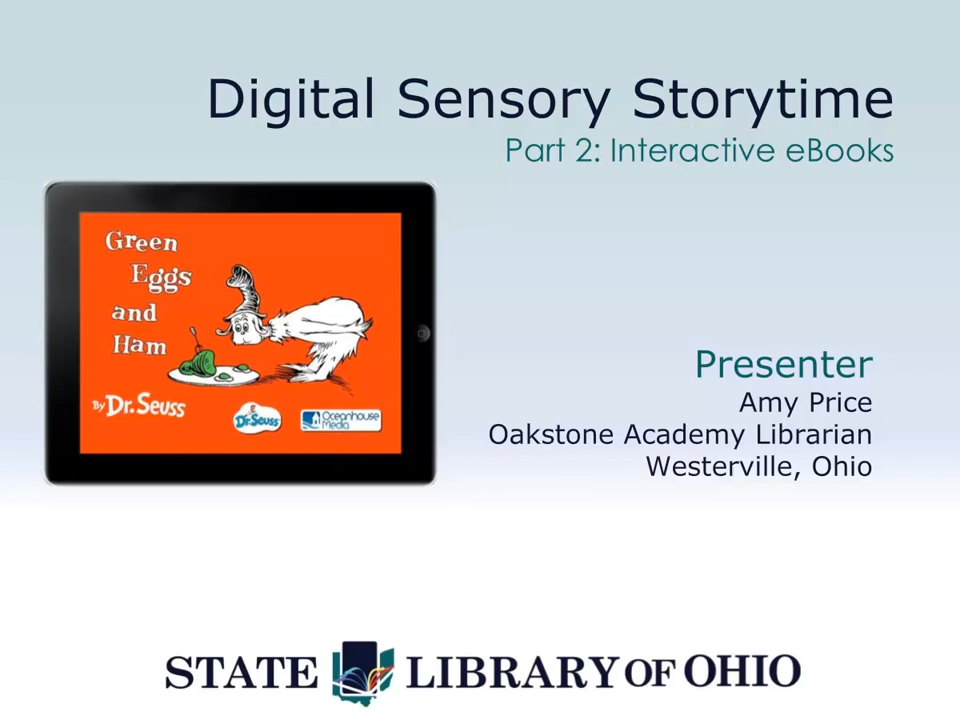 Digital Sensory Storytime
Part 2: Interactive eBooks
Green
Eggs
and
Ham
By Dr. Seuss
Dr. Seuss
Oceanhouse
Media
Presenter
Amy Price
Oakstone Academy Librarian
Westerville, Ohio
STATE LIBRARY OF OHIO